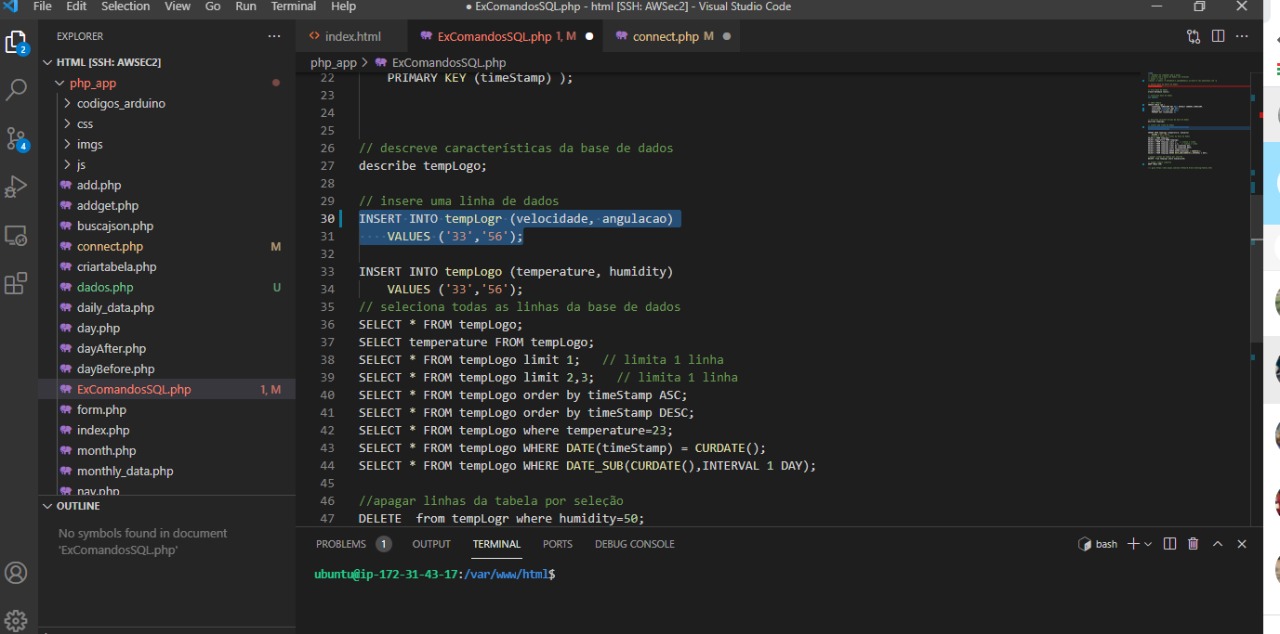 File Edit Selection View Go Run Terminal Help
● ExComandosSQL.php - html [SSH: AWSec2] - Visual Studio Code
EXPLORER ...
HTML [SSH: AWSEC2]
php_app
codigos_arduino
css
imgs
js
add.php
addget.php
buscajson.php
connect.php M
criartabela.php
dados.php U
daily_data.php
day.php
dayAfter.php
dayBefore.php
ExComandosSQL.php 1, M
form.php
index.php
month.php
monthly_data.php
nav.php
OUTLINE
No symbols found in document
'ExComandosSQL.php'
2
4
index.html ExComandosSQL.php 1, M ● connect.php M ●
php_app > ExComandosSQL.php
22 PRIMARY KEY (timeStamp) );
23
24
25
26 // descreve características da base de dados
27 describe tempLogo;
28
29 // insere uma linha de dados
30 INSERT INTO tempLogr (velocidade, angulacao)
31 VALUES ('33','56');
32
33 INSERT INTO tempLogo (temperature, humidity)
34 VALUES ('33','56');
35 // seleciona todas as linhas da base de dados
36 SELECT * FROM tempLogo;
37 SELECT temperature FROM tempLogo;
38 SELECT * FROM tempLogo limit 1; // limita 1 linha
39 SELECT * FROM tempLogo limit 2,3; // limita 1 linha
40 SELECT * FROM tempLogo order by timeStamp ASC;
41 SELECT * FROM tempLogo order by timeStamp DESC;
42 SELECT * FROM tempLogo where temperature=23;
43 SELECT * FROM tempLogo WHERE DATE(timeStamp) = CURDATE();
44 SELECT * FROM tempLogo WHERE DATE_SUB(CURDATE(),INTERVAL 1 DAY);
45
46 //apagar linhas da tabela por seleção
47 DELETE from tempLogr where humidity=50;
PROBLEMS 1 OUTPUT TERMINAL PORTS DEBUG CONSOLE
bash
ubuntu@ip-172-31-43-17:/var/www/html$